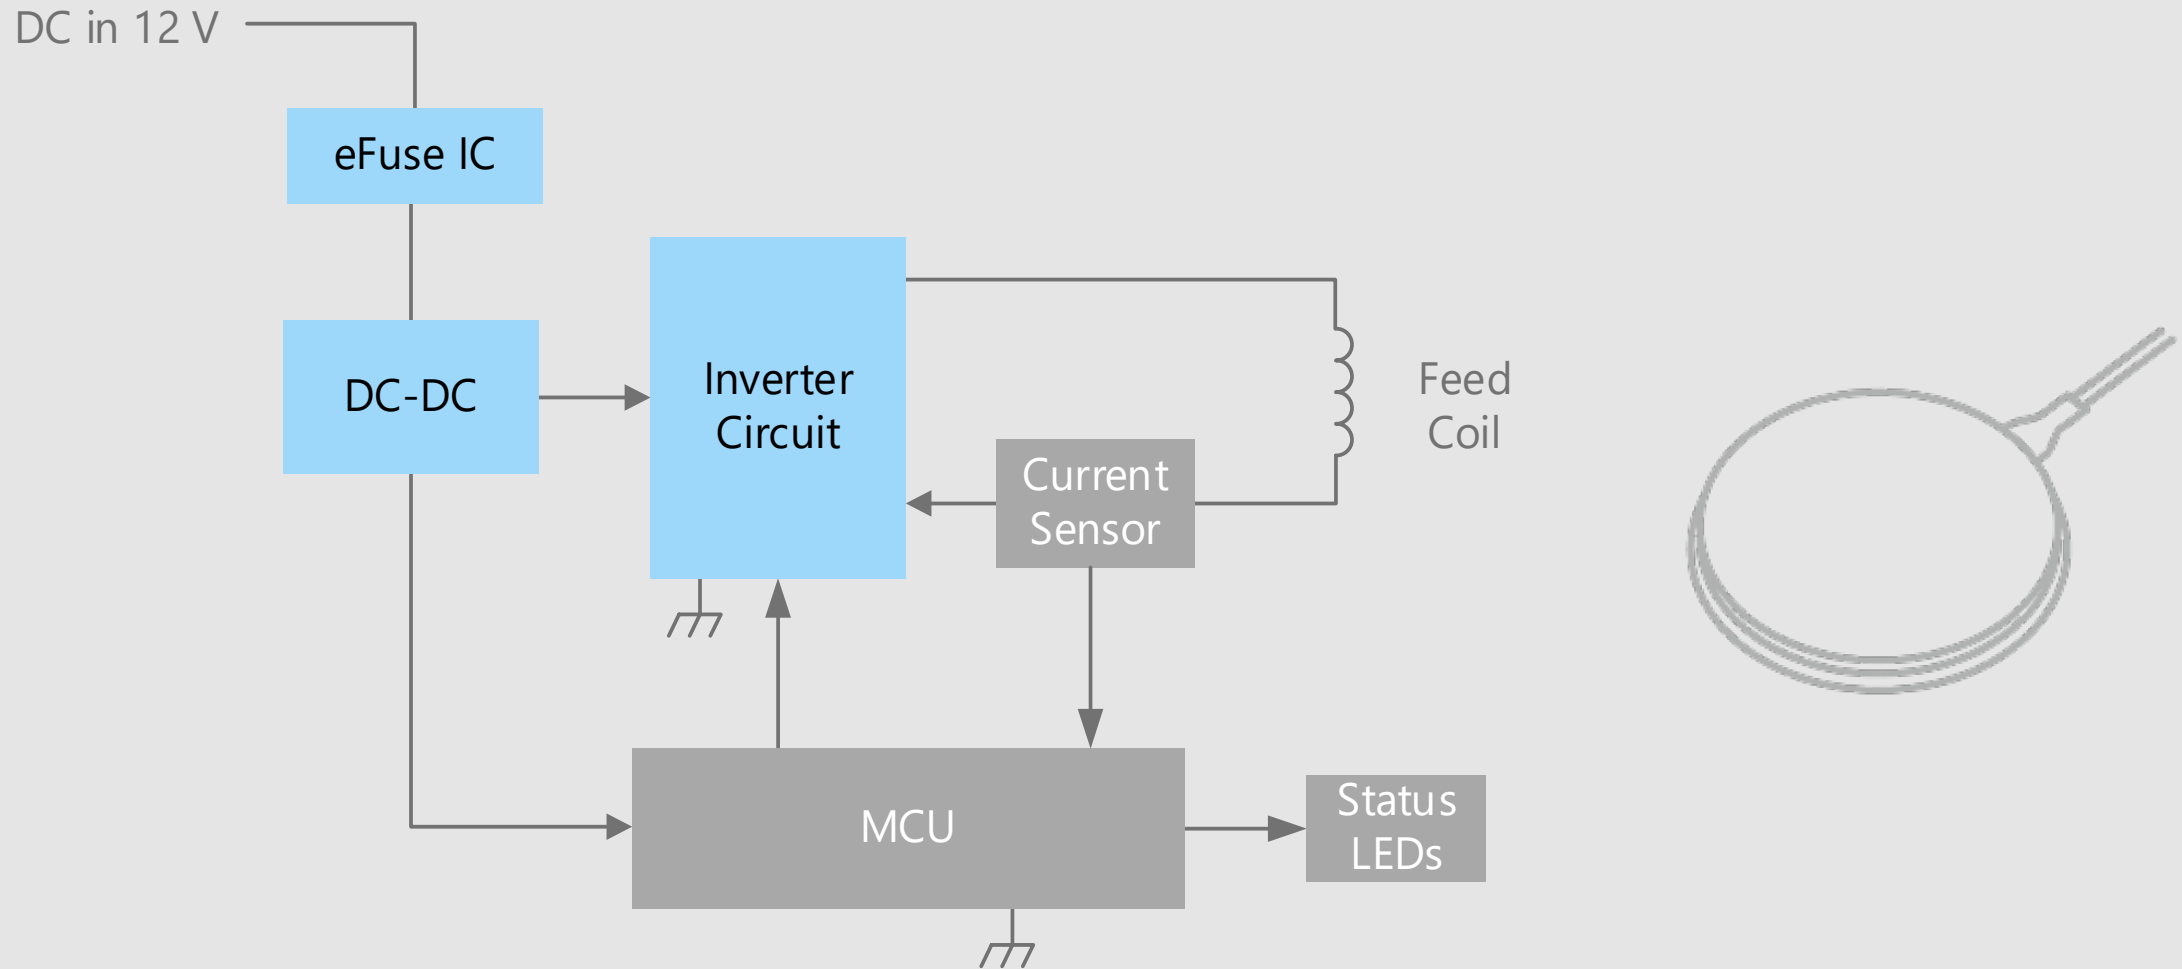 DC in 12 V
eFuse IC
DC-DC
Inverter
Circuit
Feed
Coil
Current
Sensor
MCU
Status
LEDs